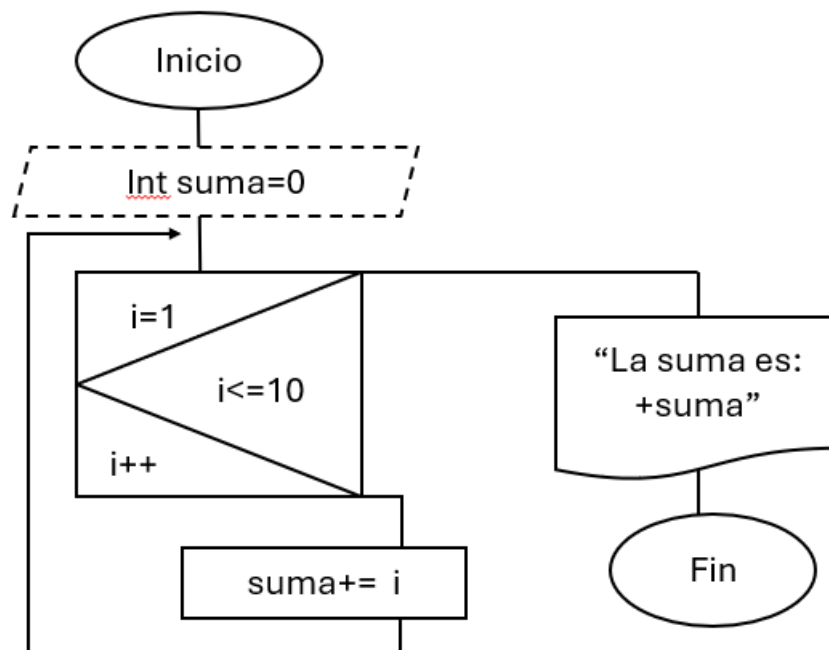 Inicio
Int suma=0
i=1
i<=10
i++
suma+= i
“La suma es:
+suma”
Fin